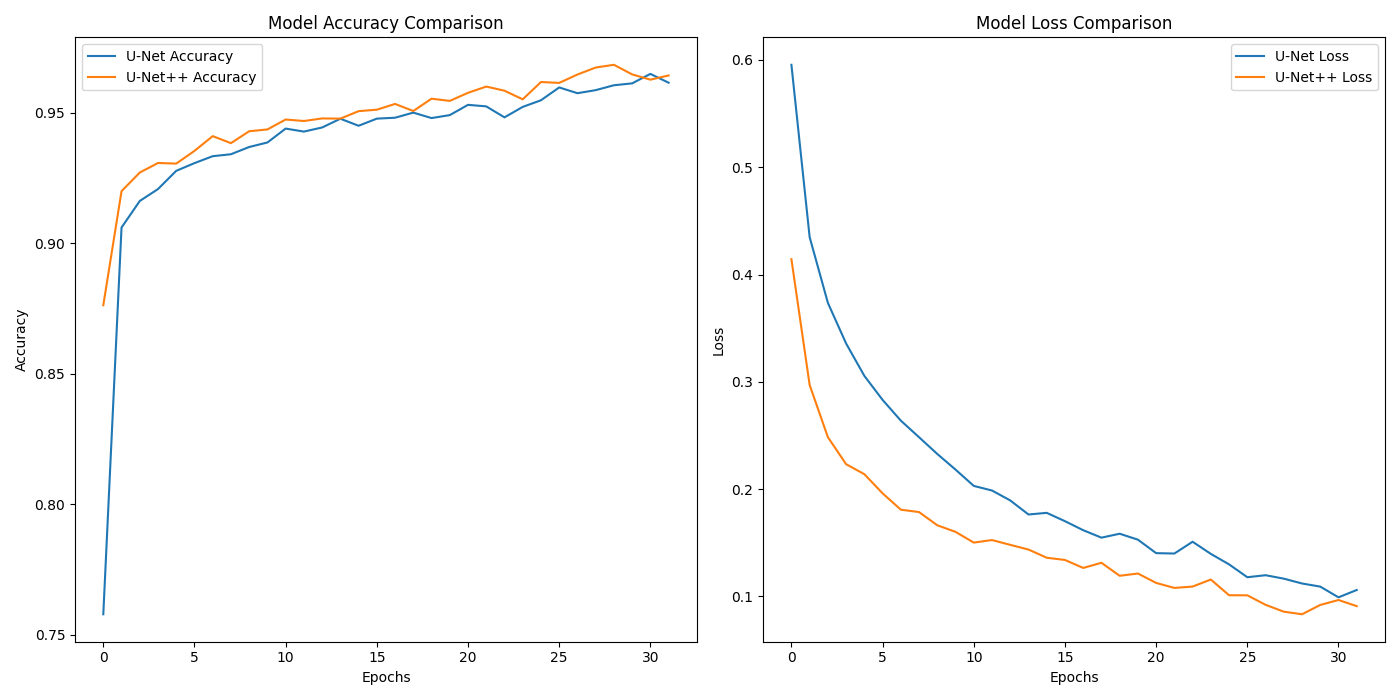 Model Accuracy Comparison
U-Net Accuracy
U-Net++ Accuracy
0.95
0.90
0.85
0.80
0.75
Accuracy
0 5 10 15 20 25 30
Epochs
Model Loss Comparison
U-Net Loss
U-Net++ Loss
0.6
0.5
0.4
0.3
0.2
0.1
Loss
0 5 10 15 20 25 30
Epochs